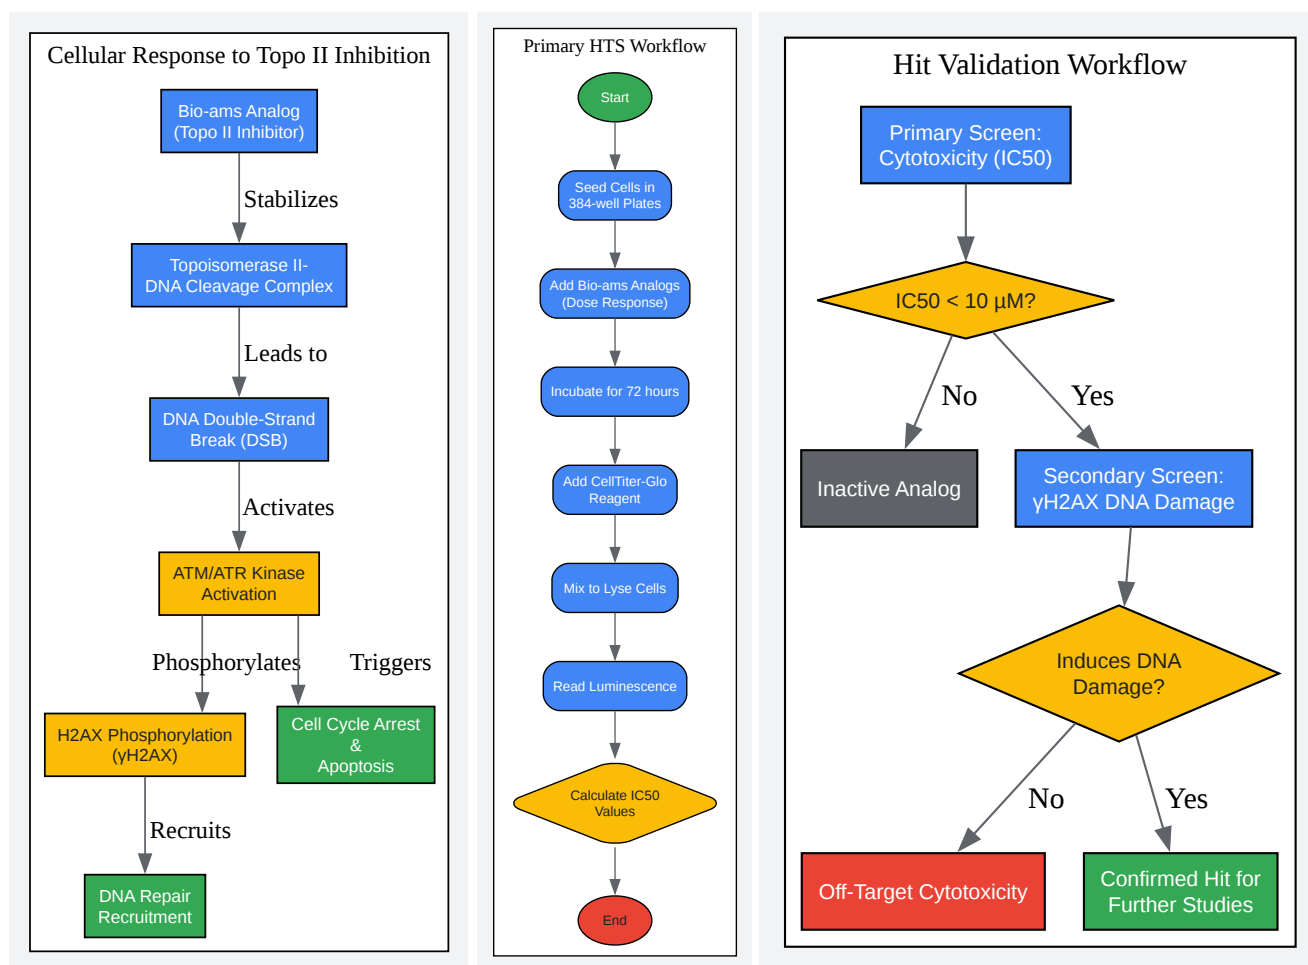 Cellular Response to Topo II Inhibition
Bio-ams Analog
(Topo II Inhibitor)
Stabilizes
Topoisomerase II-
DNA Cleavage Complex
Leads to
DNA Double-Strand
Break (DSB)
Activates
ATM/ATR Kinase
Activation
Phosphorylates
Triggers
H2AX Phosphorylation
(γH2AX)
Cell Cycle Arrest
&
Apoptosis
Recruits
DNA Repair
Recruitment
Primary HTS Workflow
Start
Seed Cells in
384-well Plates
Add Bio-ams Analogs
(Dose Response)
Incubate for 72 hours
Add CellTiter-Glo
Reagent
Mix to Lyse Cells
Read Luminescence
Calculate IC50
Values
End
Hit Validation Workflow
Primary Screen:
Cytotoxicity (IC50)
IC50 < 10 µM?
No
Yes
Inactive Analog
Secondary Screen:
γH2AX DNA Damage
Induces DNA
Damage?
No
Yes
Off-Target Cytotoxicity
Confirmed Hit for
Further Studies